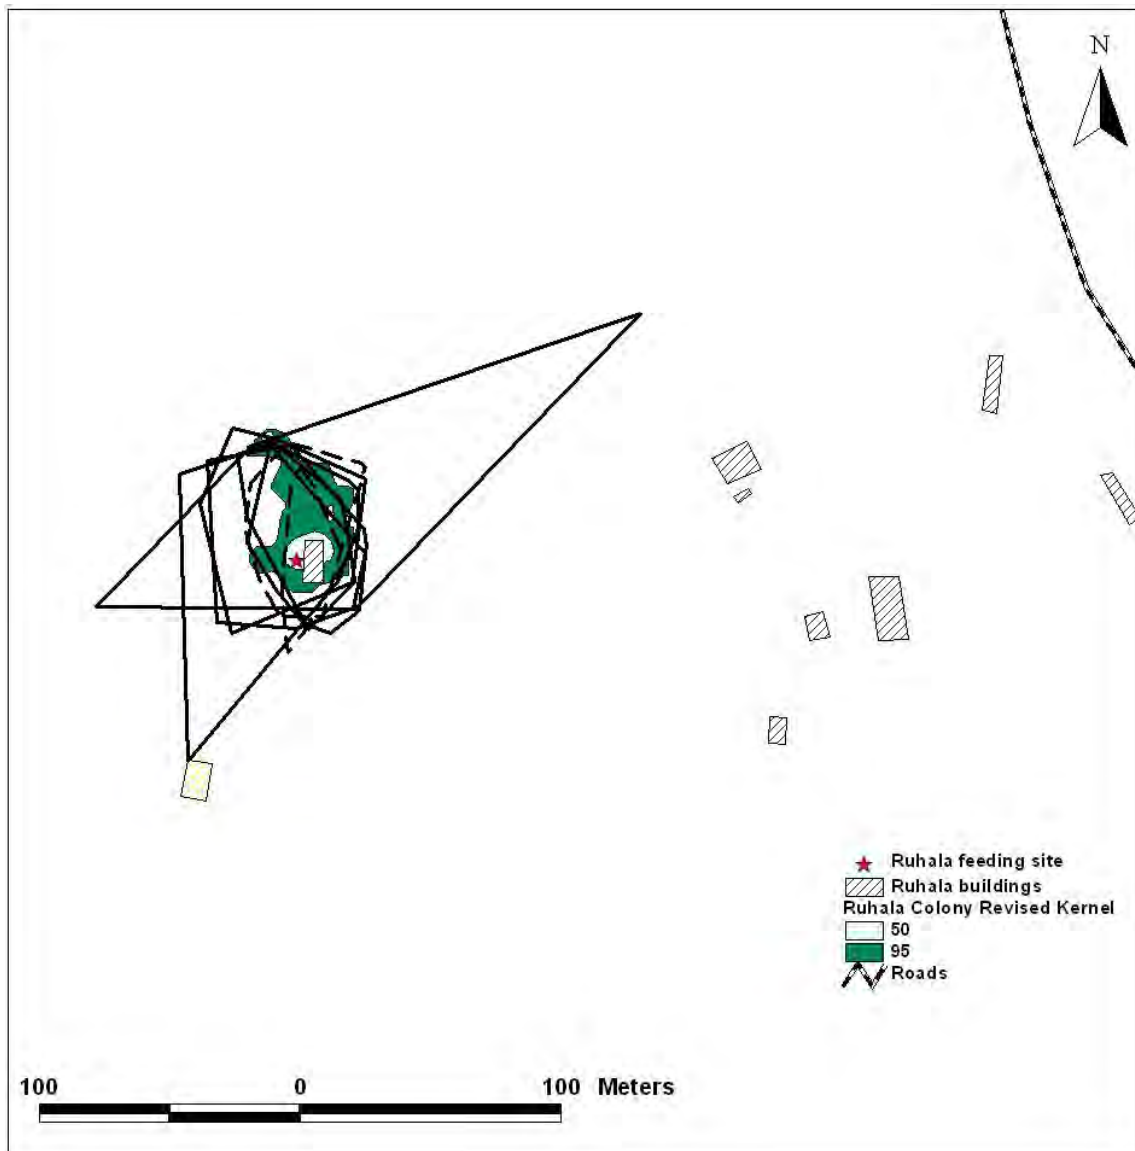 N
Ruhala feeding site
Ruhala buildings
Ruhala Colony Revised Kernel
50
95
Roads
100 0 100 Meters